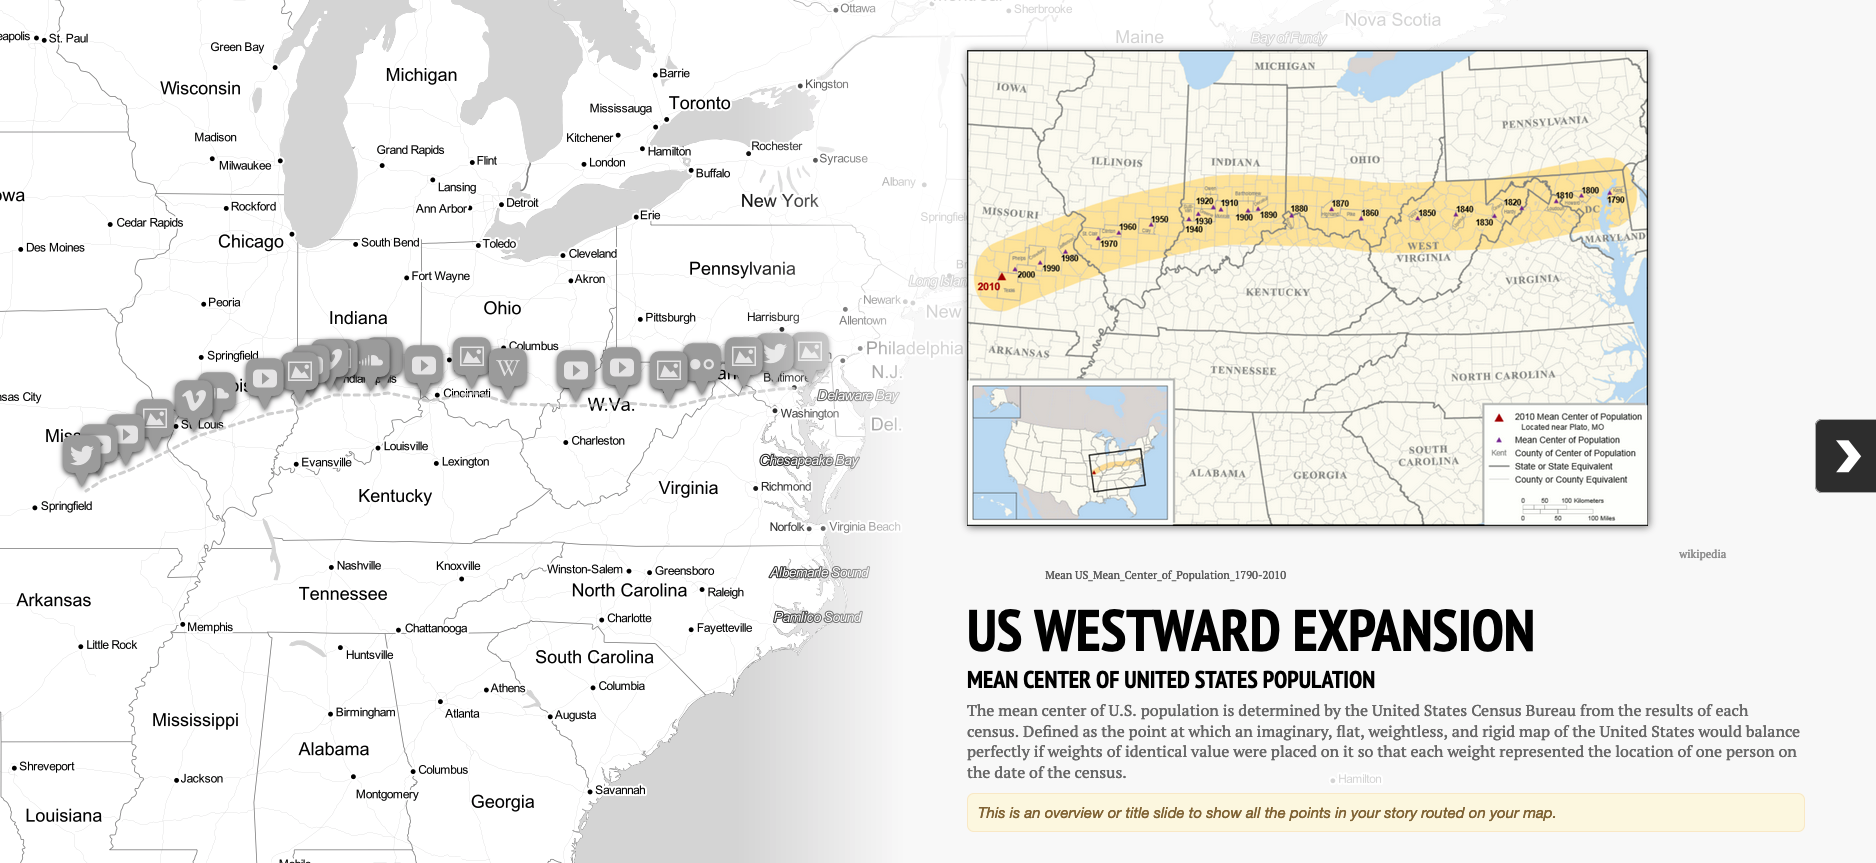 Ottawa
Sherbrooke
Nova Scotia
Maine
Bay of Fundy
St. Paul
Green Bay
Michigan
Barrie
Wisconsin
Kingston
Mississauga
Toronto
Madison
Kitchener
Milwaukee
Grand Rapids
Flint
London
Hamilton
Rochester
Syracuse
Lansing
Buffalo
Albany
Rockford
Ann Arbor
Detroit
Erie
New York
Cedar Rapids
Des Moines
Chicago
South Bend
Toledo
Cleveland
Fort Wayne
Akron
Pennsylvania
Peoria
Ohio
Newark
New
Indiana
Pittsburgh
Harrisburg
Allentown
Springfield
Columbus
Philadelphia
N.J.
Cincinnati
Baltimore
Delaware Bay
W.Va.
Washington
Del.
St. Louis
Charleston
Louisville
Evansville
Lexington
Chesapeake Bay
Kentucky
Virginia
Richmond
Springfield
Norfolk
Virginia Beach
Nashville
Knoxville
Winston-Salem
Greensboro
Albemarle Sound
Arkansas
Tennessee
North Carolina
Raleigh
Memphis
Chattanooga
Charlotte
Fayetteville
Pamlico Sound
Little Rock
Huntsville
South Carolina
Athens
Columbia
Mississippi
Birmingham
Atlanta
Augusta
Alabama
Shreveport
Jackson
Columbus
Montgomery
Georgia
Savannah
Louisiana
Mobile
MICHIGAN
IOWA
PENNSYLVANIA
ILLINOIS
INDIANA
OHIO
MISSOURI
1790
1800
1810
1820
1830
1840
1850
1860
1870
1880
1890
1900
1910
1920
1930
1940
1950
1960
1970
1980
1990
2000
2010
DC
MARYLAND
WEST
VIRGINIA
VIRGINIA
KENTUCKY
ARKANSAS
TENNESSEE
NORTH CAROLINA
SOUTH
CAROLINA
ALABAMA
GEORGIA
2010 Mean Center of Population
Located near Plato, MO
Mean Center of Population
Kent County of Center of Population
State or State Equivalent
County or County Equivalent
0 50 100 Kilometers
0 50 100 Miles
wikipedia
Mean US_Mean_Center_of_Population_1790-2010
US WESTWARD EXPANSION
MEAN CENTER OF UNITED STATES POPULATION
The mean center of U.S. population is determined by the United States Census Bureau from the results of each
census. Defined as the point at which an imaginary, flat, weightless, and rigid map of the United States would balance
perfectly if weights of identical value were placed on it so that each weight represented the location of one person on
the date of the census.
Hamilton
This is an overview or title slide to show all the points in your story routed on your map.